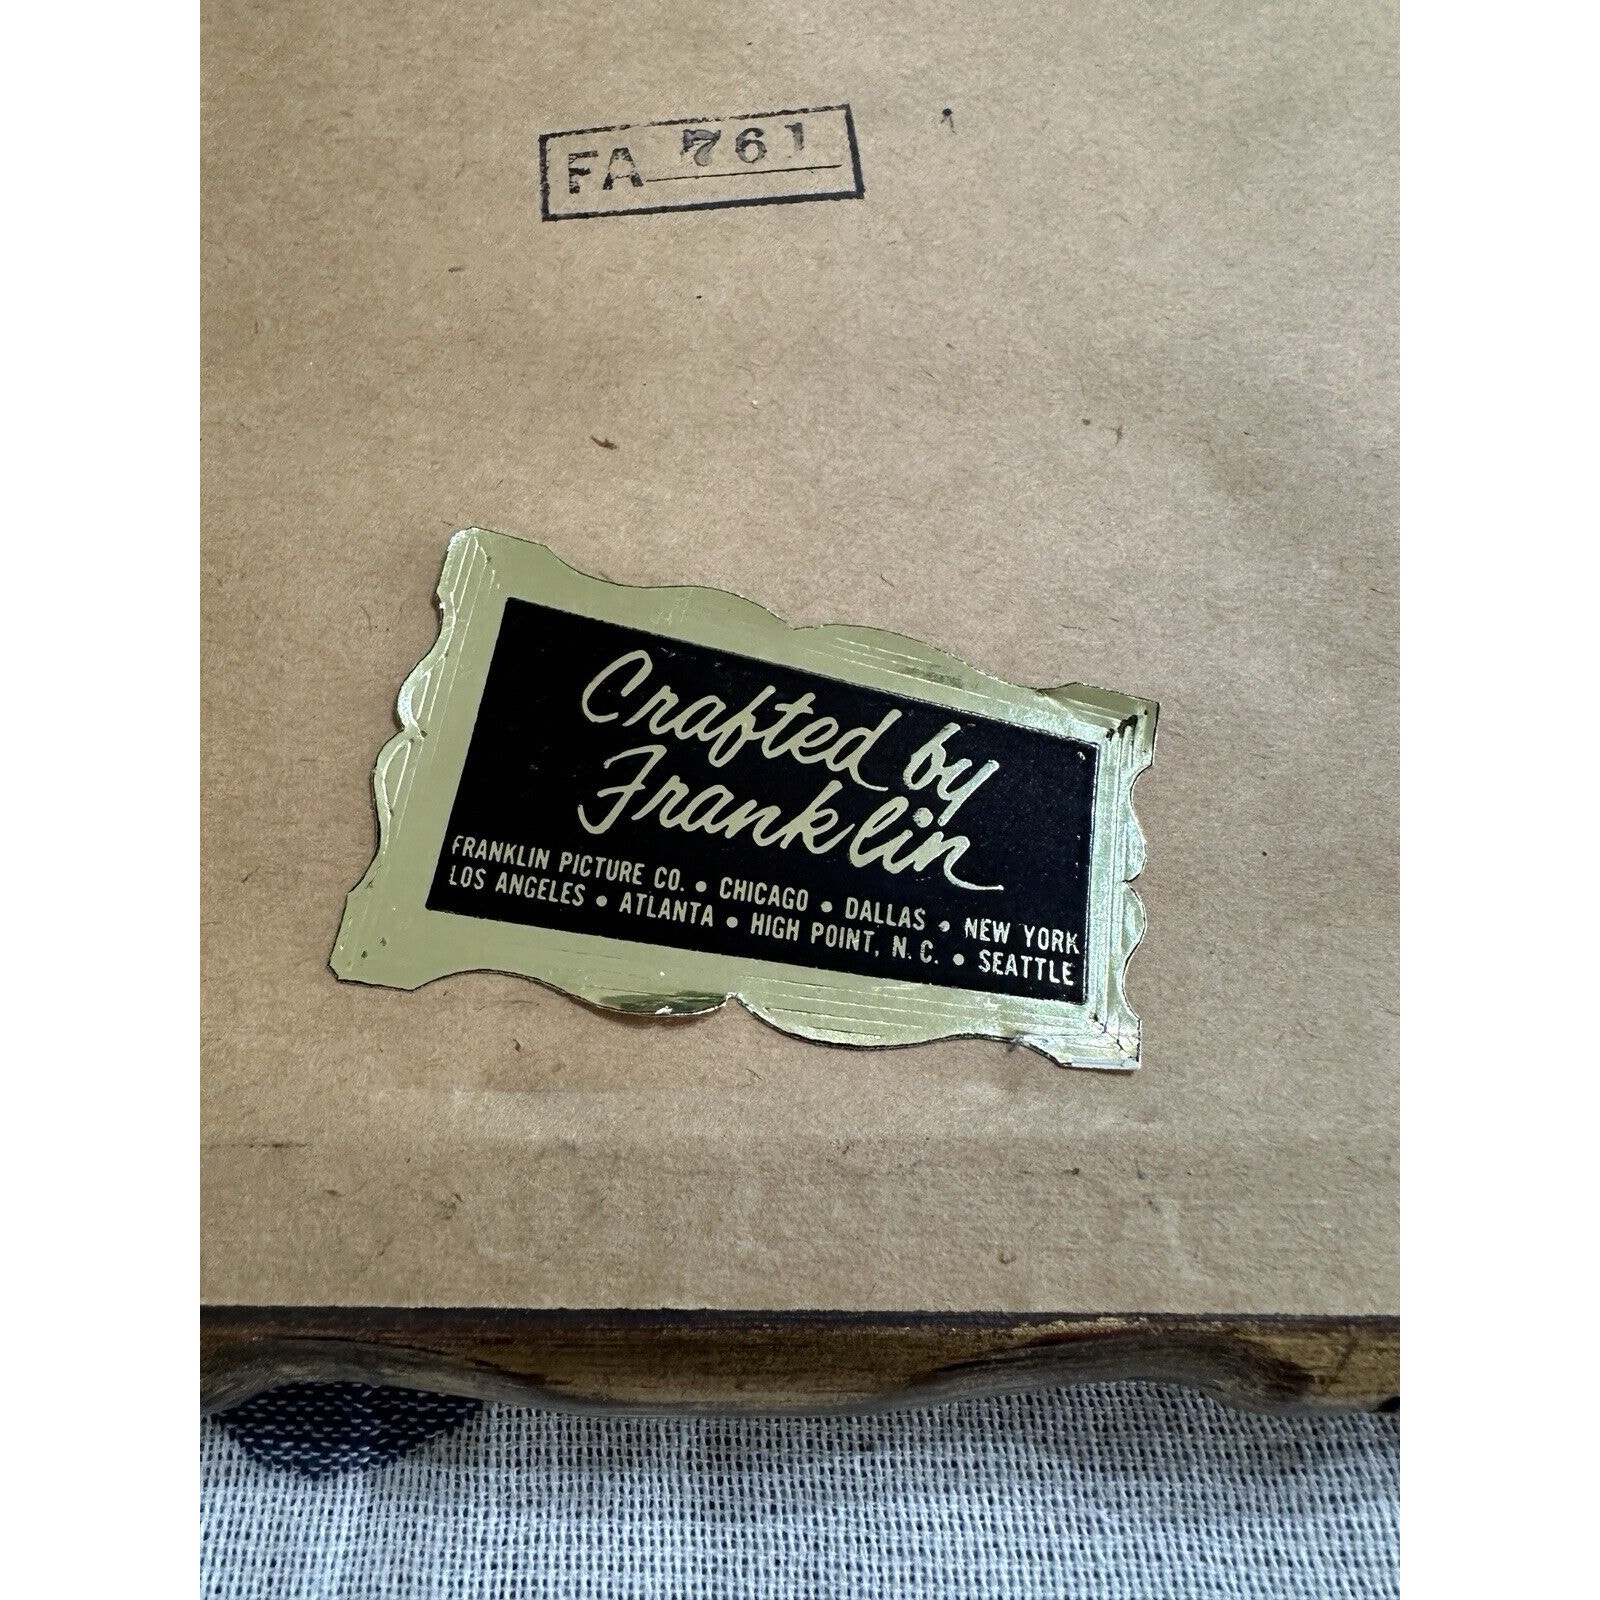 FA 761
Crafted by
Franklin
FRANKLIN PICTURE CO. • CHICAGO • DALLAS • NEW YORK
LOS ANGELES • ATLANTA • HIGH POINT, N. C. • SEATTLE